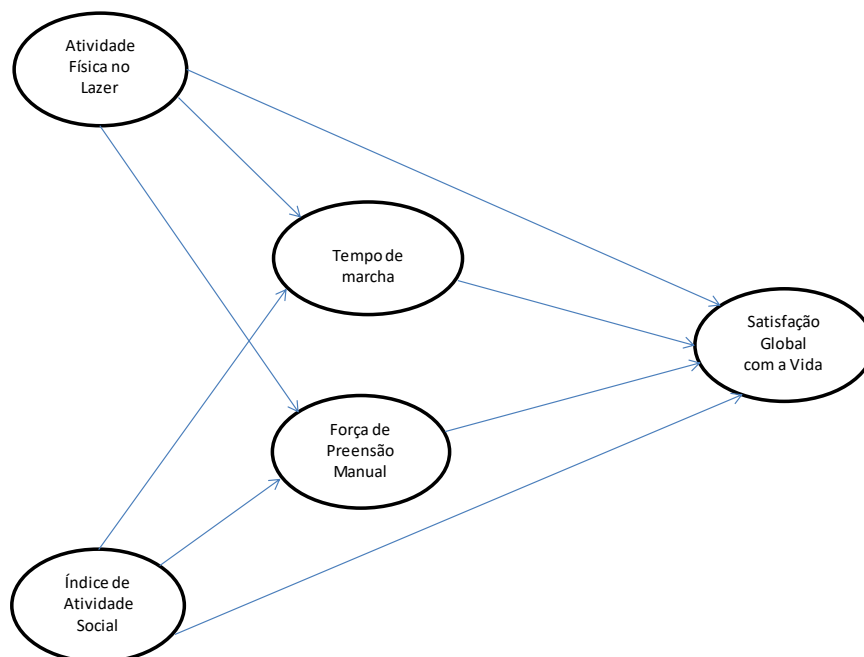 Atividade
Física no
Lazer
Tempo de
marcha
Satisfação
Global
com a Vida
Força de
Preensão
Manual
Índice de
Atividade
Social